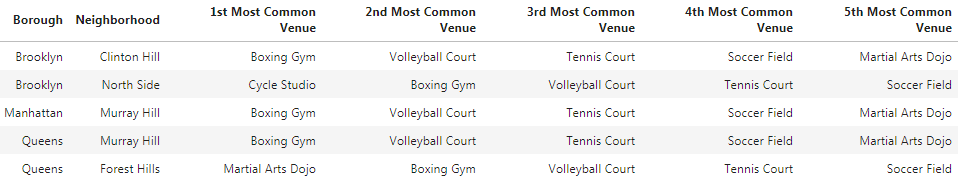 Borough Neighborhood 1st Most Common Venue 2nd Most Common Venue 3rd Most Common Venue 4th Most Common Venue 5th Most Common Venue
Brooklyn Clinton Hill Boxing Gym Volleyball Court Tennis Court Soccer Field Martial Arts Dojo
Brooklyn North Side Cycle Studio Boxing Gym Volleyball Court Tennis Court Soccer Field
Manhattan Murray Hill Boxing Gym Volleyball Court Tennis Court Soccer Field Martial Arts Dojo
Queens Murray Hill Boxing Gym Volleyball Court Tennis Court Soccer Field Martial Arts Dojo
Queens Forest Hills Martial Arts Dojo Boxing Gym Volleyball Court Tennis Court Soccer Field